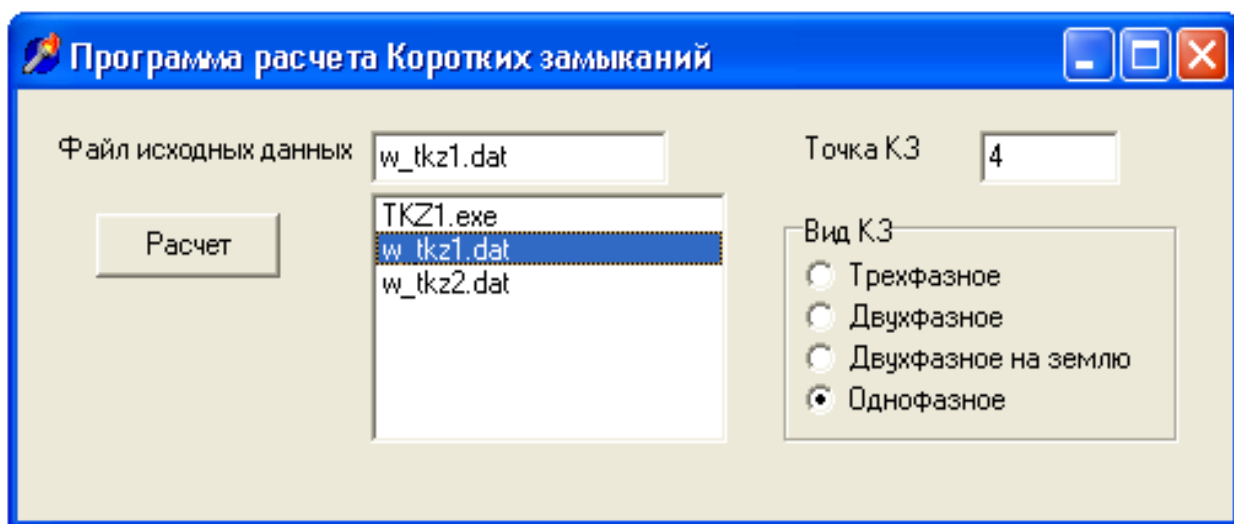 Программа расчета Коротких замыканий
Файл исходных данных
w_tkz1.dat
Точка КЗ
4
Расчет
TKZ1.exe
w_tkz1.dat
w_tkz2.dat
Вид КЗ
Трехфазное
Двухфазное
Двухфазное на землю
Однофазное